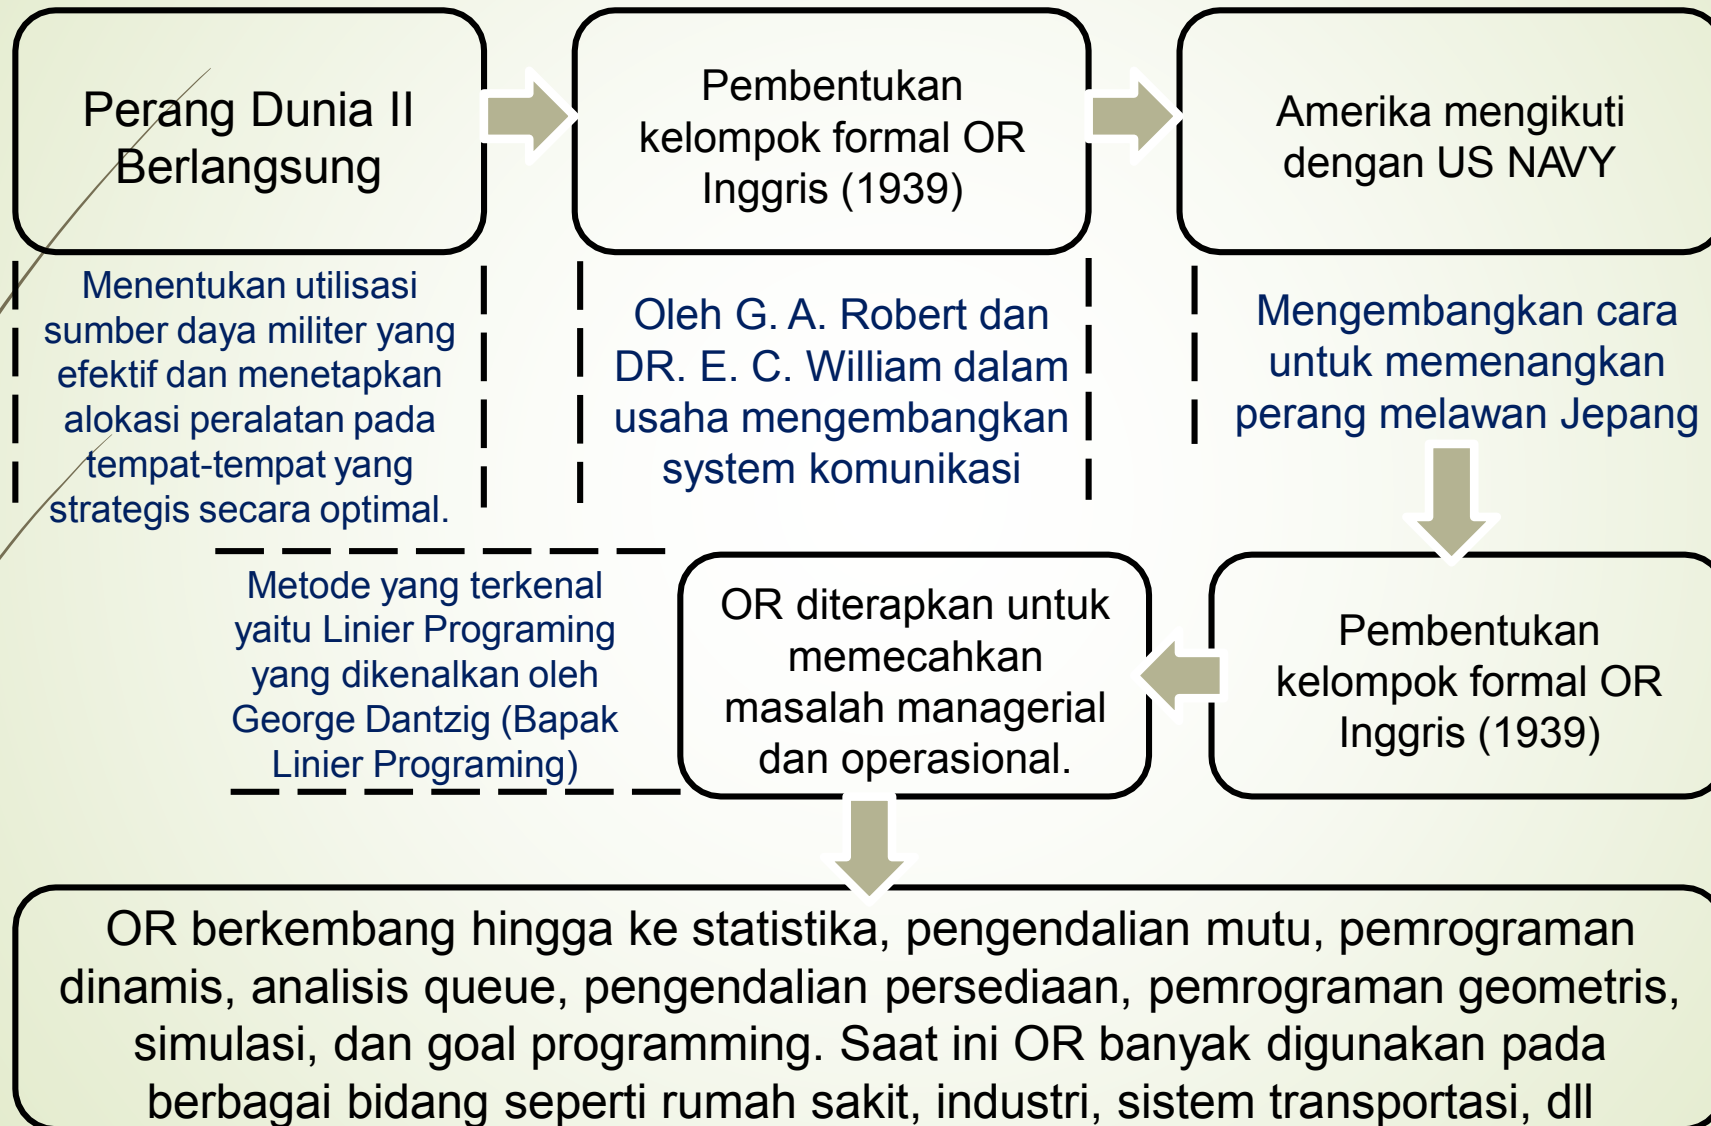 Perang Dunia II
Berlangsung
Pembentukan
kelompok formal OR
Inggris (1939)
Amerika mengikuti
dengan US NAVY
Menentukan utilisasi
sumber daya militer yang
efektif dan menetapkan
alokasi peralatan pada
tempat-tempat yang
strategis secara optimal.
Oleh G. A. Robert dan
DR. E. C. William dalam
usaha mengembangkan
system komunikasi
Mengembangkan cara
untuk memenangkan
perang melawan Jepang
Pembentukan
kelompok formal OR
Inggris (1939)
OR diterapkan untuk
memecahkan
masalah managerial
dan operasional.
Metode yang terkenal
yaitu Linier Programing
yang dikenalkan oleh
George Dantzig (Bapak
Linier Programing)
OR berkembang hingga ke statistika, pengendalian mutu, pemrograman
dinamis, analisis queue, pengendalian persediaan, pemrograman geometris,
simulasi, dan goal programming. Saat ini OR banyak digunakan pada
berbagai bidang seperti rumah sakit, industri, sistem transportasi, dll